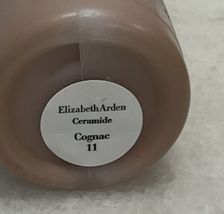 ElizabethArden
Ceramide
Cognac
11